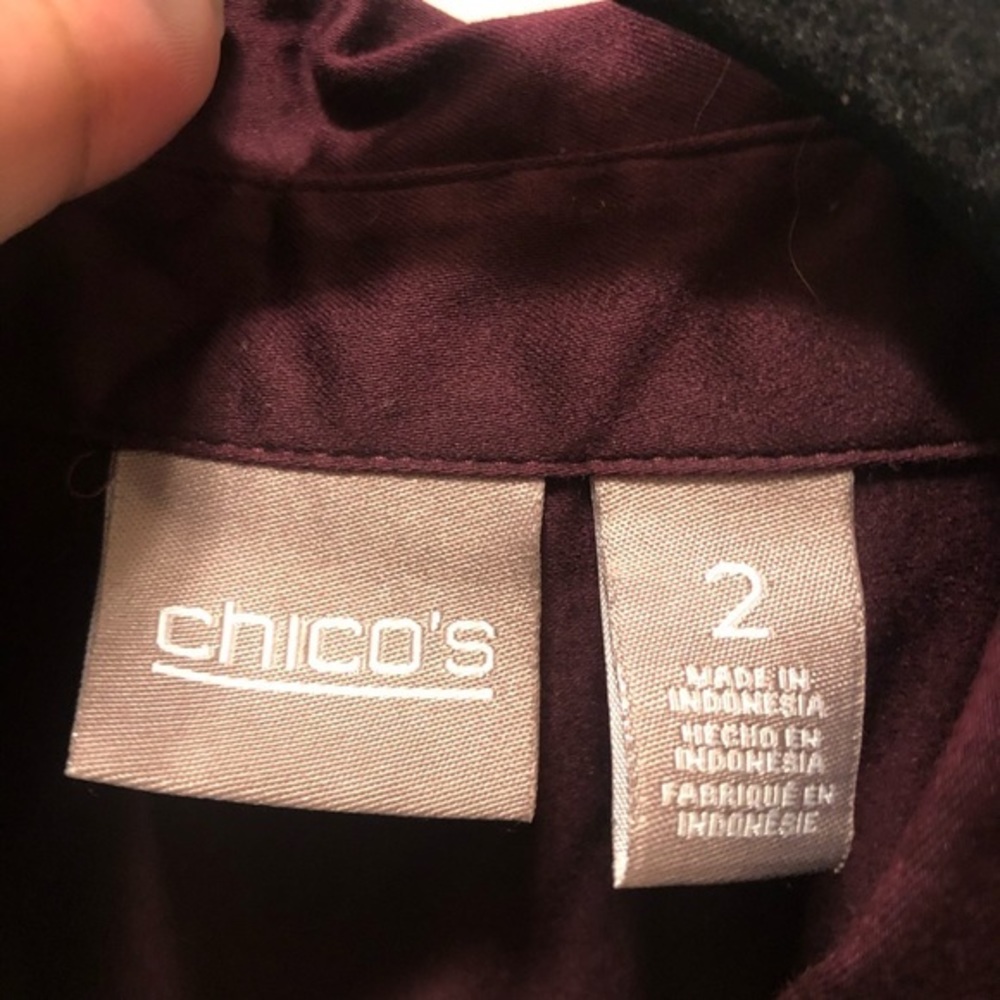 chico's
2
MADE IN
INDONESIA
HECHO EN
INDONESIA
FABRIQUÉ EN
INDONÉSIE